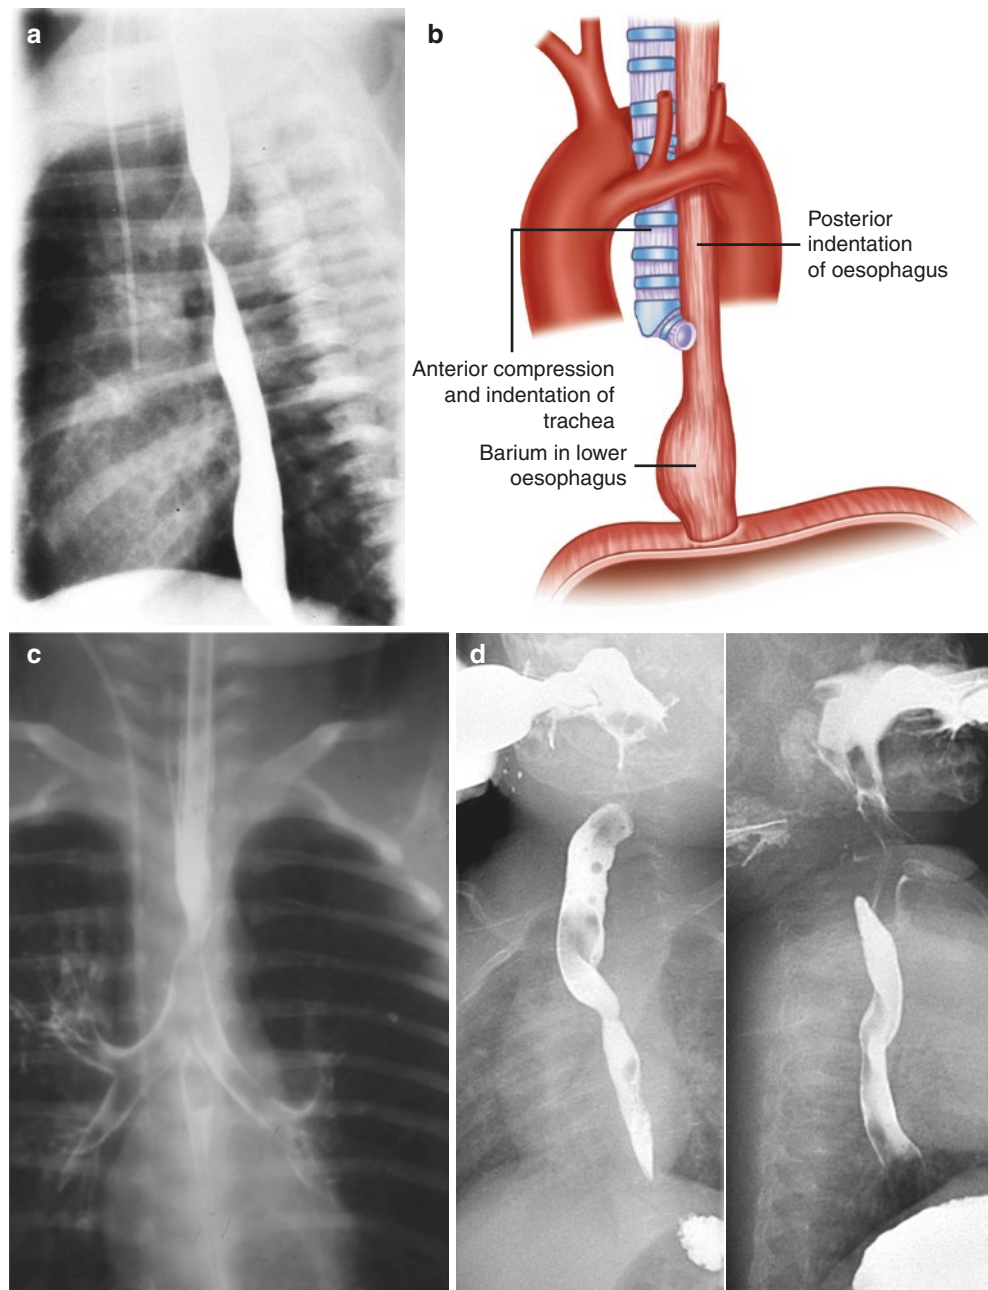 a
b
Posterior
indentation
of oesophagus
Anterior compression
and indentation of
trachea
Barium in lower
oesophagus
c
d